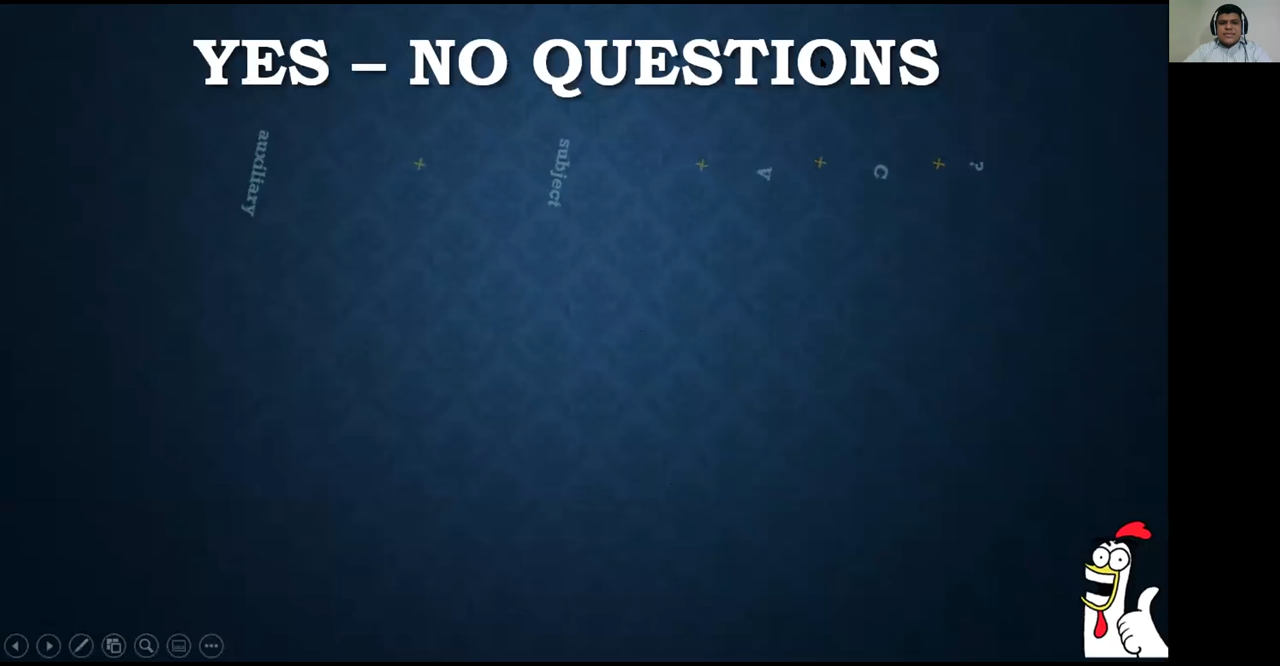 YES – NO QUESTIONS
auxiliary + subject + V + C + ?